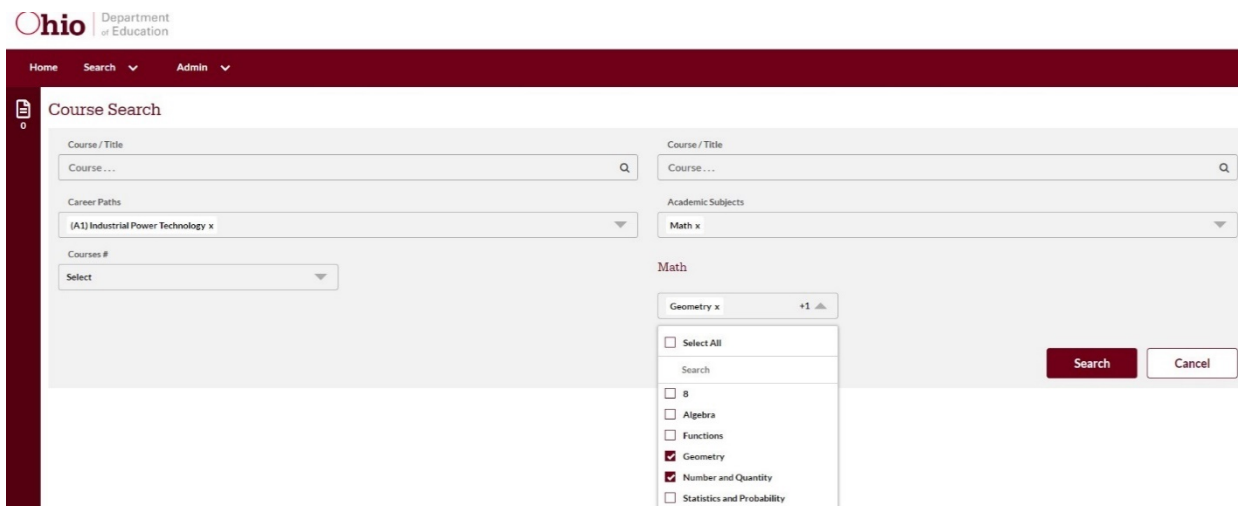 Ohio Department
of Education
Home Search Admin
0
Course Search
Course / Title
Course...
Career Paths
(A1) Industrial Power Technology x
Courses #
Select
Course / Title
Course...
Academic Subjects
Math x
Math
Geometry x +1
Select All
Search
8
Algebra
Functions
Geometry
Number and Quantity
Statistics and Probability
Search Cancel